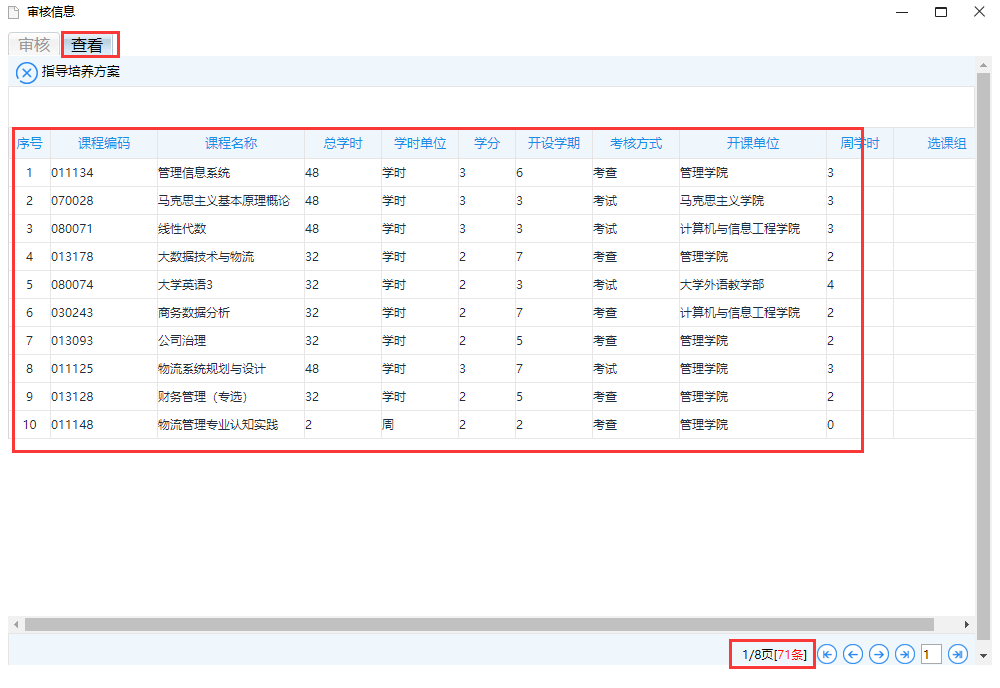 审核信息
审核 查看
指导培养方案
序号 课程编码 课程名称 总学时 学时单位 学分 开设学期 考核方式 开课单位 周学时 选课组
1 011134 管理信息系统 48 学时 3 6 考查 管理学院 3
2 070028 马克思主义基本原理概论 48 学时 3 3 考试 马克思主义学院 3
3 080071 线性代数 48 学时 3 3 考试 计算机与信息工程学院 3
4 013178 大数据技术与物流 32 学时 2 7 考查 管理学院 2
5 080074 大学英语3 32 学时 2 3 考试 大学外语教学部 4
6 030243 商务数据分析 32 学时 2 7 考查 计算机与信息工程学院 2
7 013093 公司治理 32 学时 2 5 考查 管理学院 2
8 011125 物流系统规划与设计 48 学时 3 7 考试 管理学院 3
9 013128 财务管理（专选） 32 学时 2 5 考查 管理学院 2
10 011148 物流管理专业认知实践 2 周 2 2 考查 管理学院 0
1/8页[71条] 1